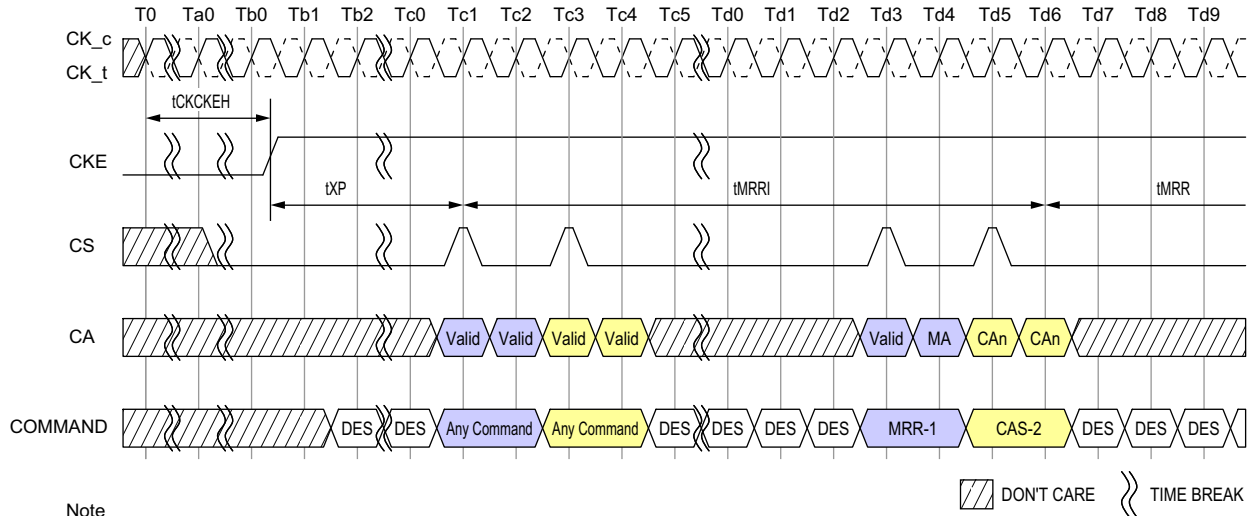 T0 Ta0 Tb0 Tb1 Tb2 Tc0 Tc1 Tc2 Tc3 Tc4 Tc5 Td0 Td1 Td2 Td3 Td4 Td5 Td6 Td7 Td8 Td9
CK_c
CK_t
tCKCKEH
CKE
tXP tMRRI tMRR
CS
CA Valid Valid Valid Valid Valid MA CAn CAn
COMMAND DES DES Any Command Any Command DES DES DES DES MRR-1 CAS-2 DES DES DES
DON'T CARE TIME BREAK
Note